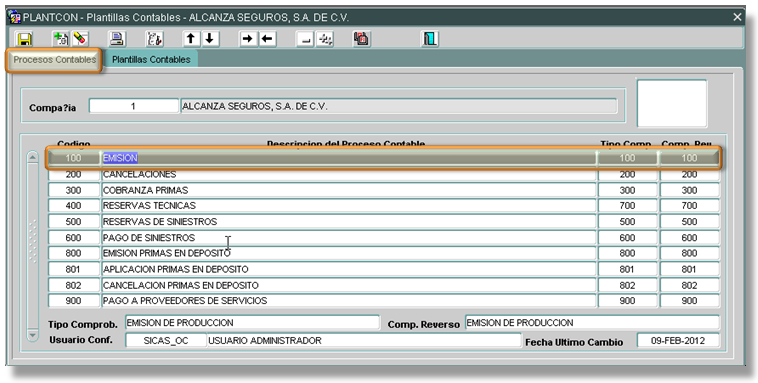 PLANTCON - Plantillas Contables - ALCANZA SEGUROS, S.A. DE C.V.
Procesos Contables Plantillas Contables
Compa?ia 1 ALCANZA SEGUROS, S.A. DE C.V.
Codigo Descripcion del Proceso Contable Tipo Comp. Comp. Rev.
100 EMISION 100 100
200 CANCELACIONES 200 200
300 COBRANZA PRIMAS 300 300
400 RESERVAS TECNICAS 700 700
500 RESERVAS DE SINIESTROS 500 500
600 PAGO DE SINIESTROS 600 600
800 EMISION PRIMAS EN DEPOSITO 800 800
801 APLICACION PRIMAS EN DEPOSITO 801 801
802 CANCELACION PRIMAS EN DEPOSITO 802 802
900 PAGO A PROVEEDORES DE SERVICIOS 900 900
Tipo Comprob. EMISION DE PRODUCCION Comp. Reverso EMISION DE PRODUCCION
Usuario Conf. SICAS_OC USUARIO ADMINISTRADOR Fecha Ultimo Cambio 09-FEB-2012